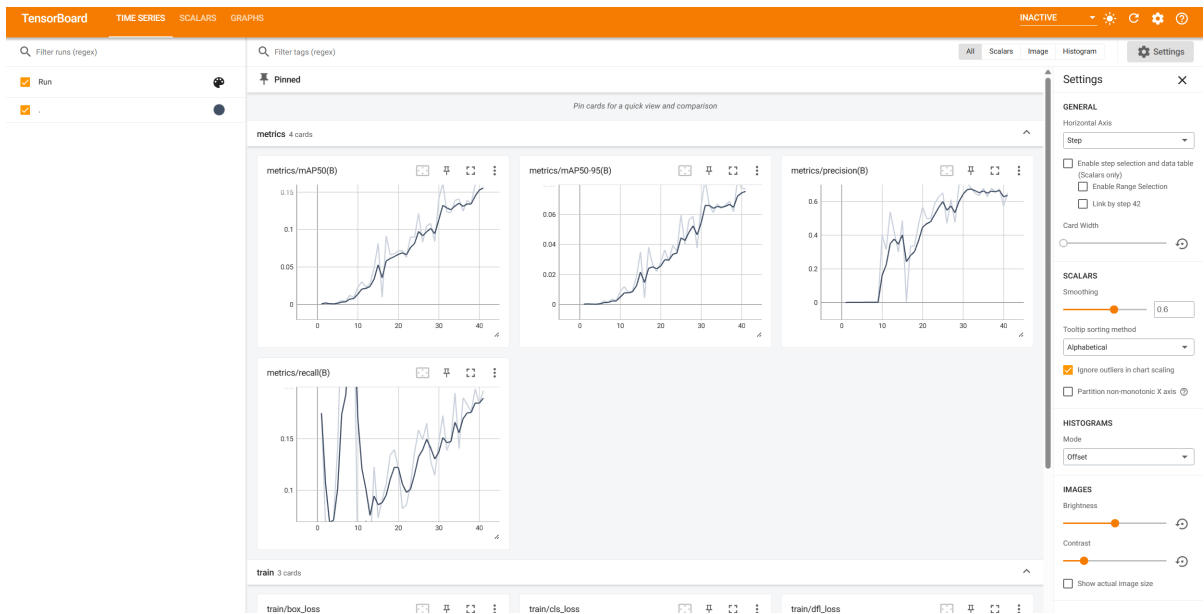 TensorBoard TIME SERIES SCALARS GRAPHS INACTIVE
Filter runs (regex)
Run
.
Filter tags (regex) All Scalars Image Histogram Settings
Pinned
Pin cards for a quick view and comparison
metrics 4 cards
metrics/mAP50(B)
0.15
0.1
0.05
0
0 10 20 30 40
metrics/mAP50-95(B)
0.06
0.04
0.02
0
0 10 20 30 40
metrics/precision(B)
0.6
0.4
0.2
0
0 10 20 30 40
metrics/recall(B)
0.15
0.1
0 10 20 30 40
train 3 cards
train/box_loss train/cls_loss train/dfl_loss
Settings
GENERAL
Horizontal Axis
Step
Enable step selection and data table
(Scalars only)
Enable Range Selection
Link by step 42
Card Width
SCALARS
Smoothing
0.6
Tooltip sorting method
Alphabetical
Ignore outliers in chart scaling
Partition non-monotonic X axis
HISTOGRAMS
Mode
Offset
IMAGES
Brightness
Contrast
Show actual image size